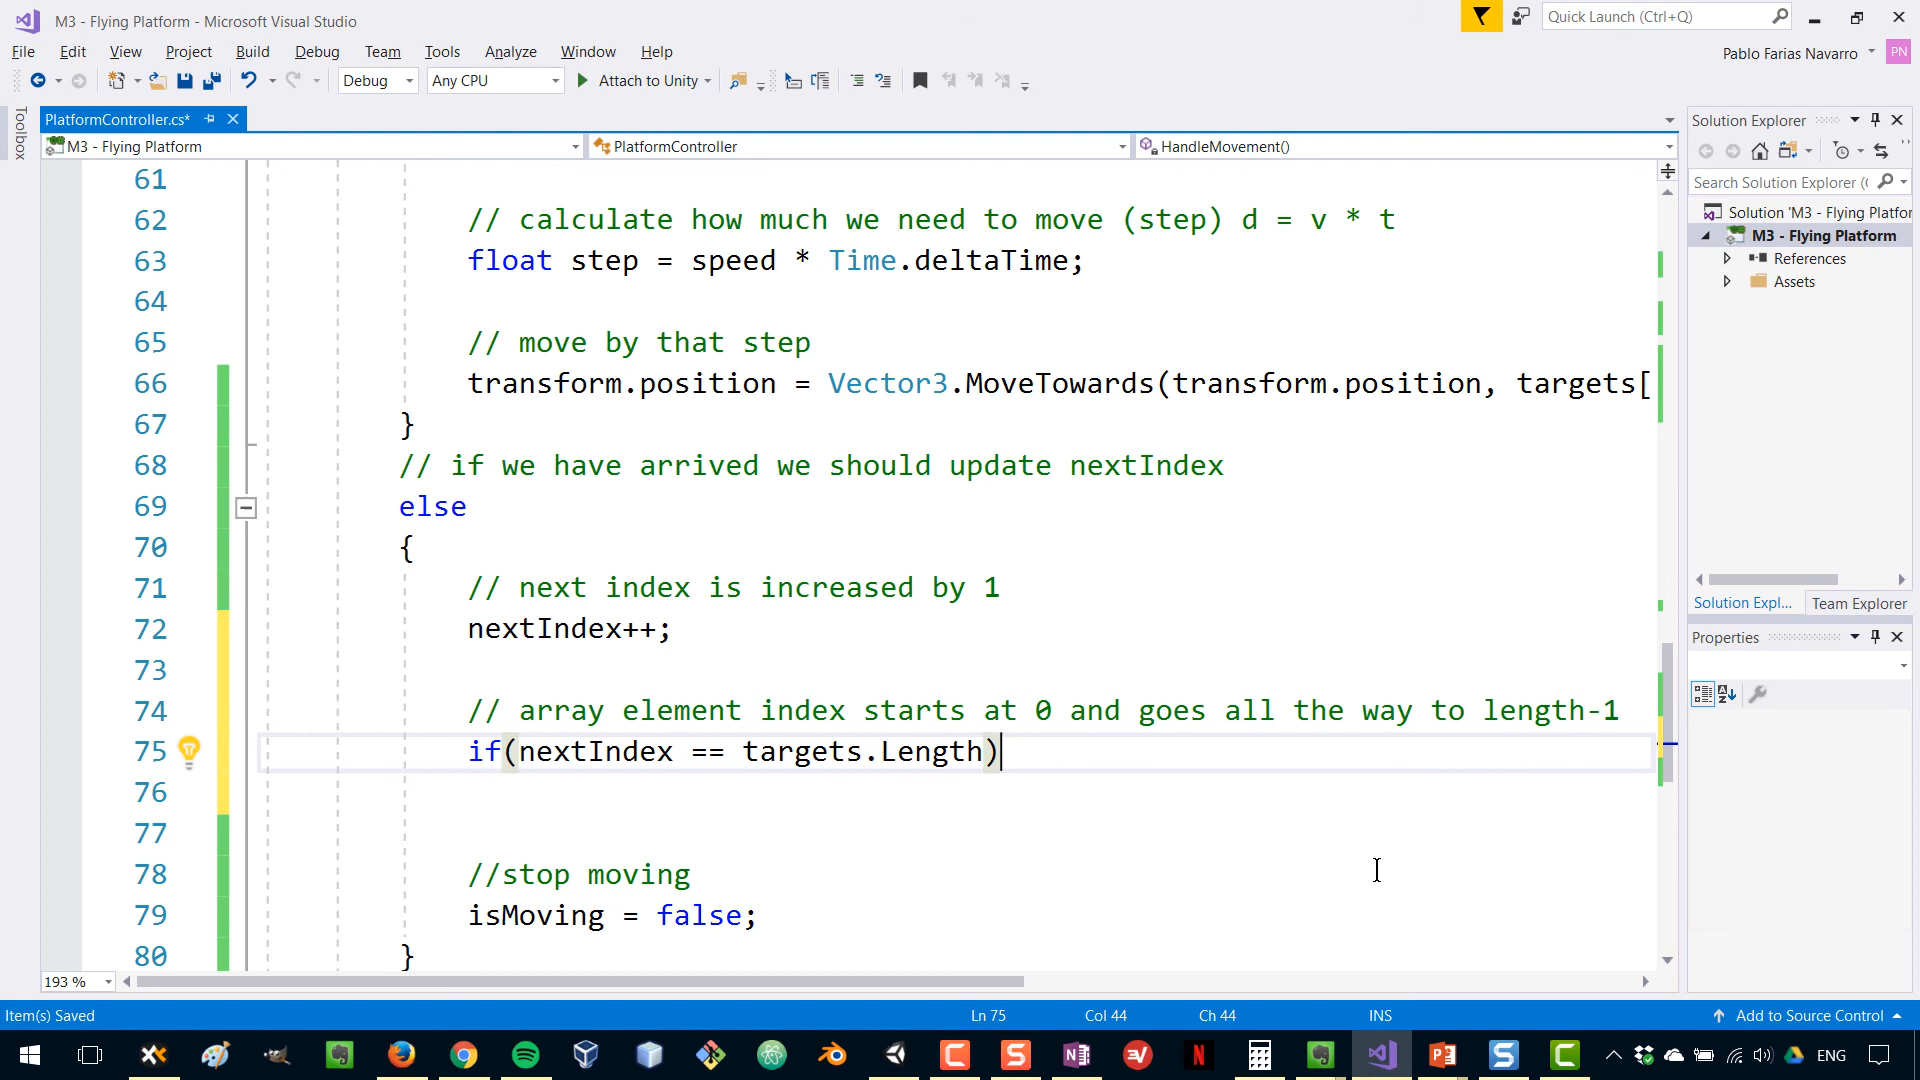 M3 - Flying Platform - Microsoft Visual Studio
Quick Launch (Ctrl+Q)
File Edit View Project Build Debug Team Tools Analyze Window Help
Pablo Farias Navarro PN
Debug Any CPU Attach to Unity
Toolbox
PlatformController.cs*
M3 - Flying Platform PlatformController HandleMovement()
61
62 // calculate how much we need to move (step) d = v * t
63 float step = speed * Time.deltaTime;
64
65 // move by that step
66 transform.position = Vector3.MoveTowards(transform.position, targets[
67 }
68 // if we have arrived we should update nextIndex
69 else
70 {
71 // next index is increased by 1
72 nextIndex++;
73
74 // array element index starts at 0 and goes all the way to length-1
75 if(nextIndex == targets.Length)
76
77
78 //stop moving
79 isMoving = false;
80 }
193 %
Solution Explorer
Search Solution Explorer (
Solution 'M3 - Flying Platfor
M3 - Flying Platform
References
Assets
Solution Expl... Team Explorer
Properties
Item(s) Saved Ln 75 Col 44 Ch 44 INS Add to Source Control
ENG